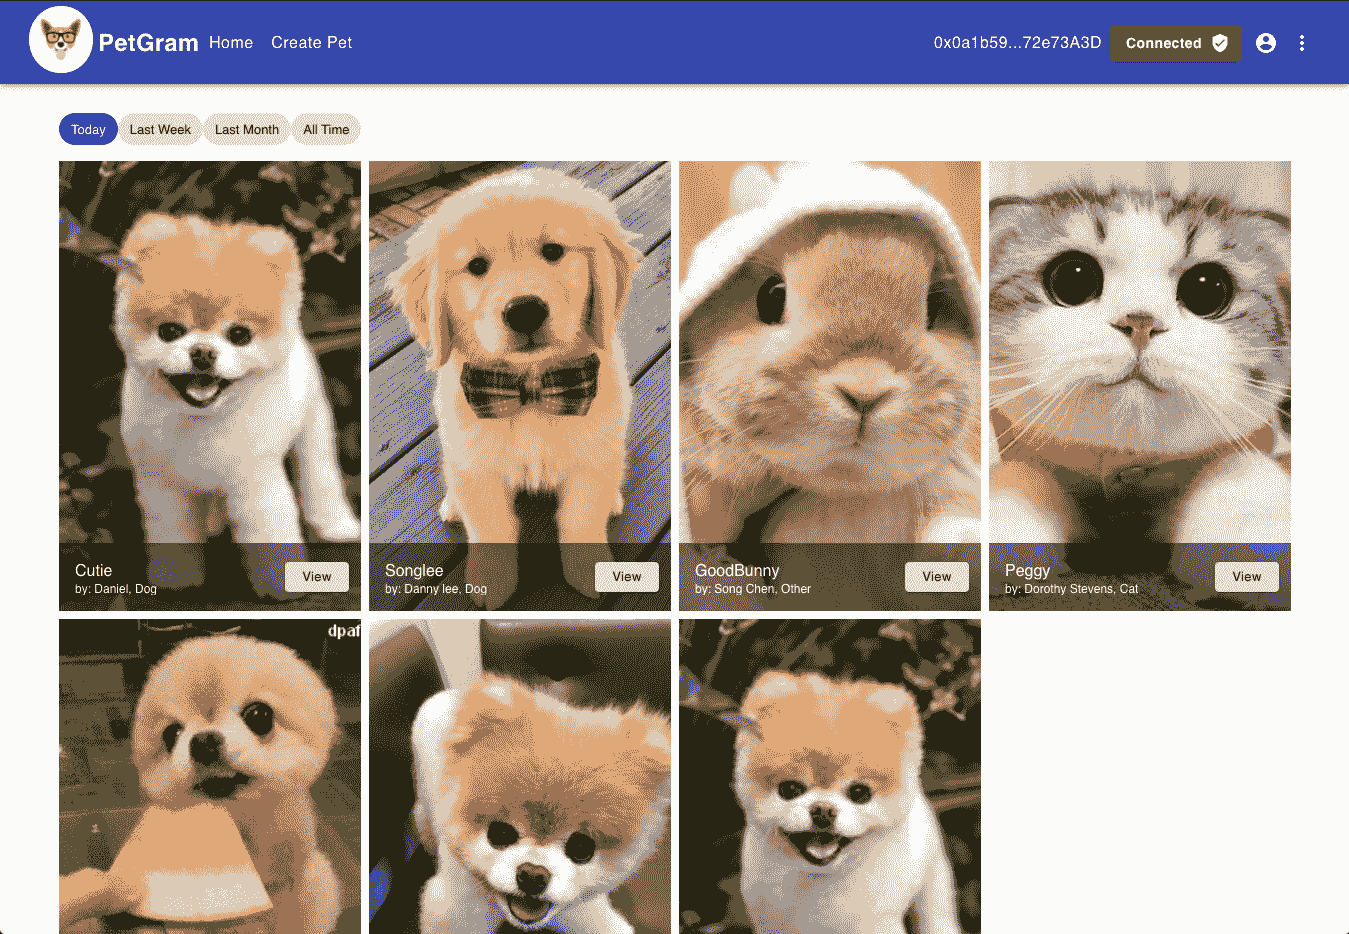 PetGram Home Create Pet 0x0a1b59...72e73A3D Connected
Today Last Week Last Month All Time
Cutie
by: Daniel, Dog
View
Songlee
by: Danny lee, Dog
View
GoodBunny
by: Song Chen, Other
View
Peggy
by: Dorothy Stevens, Cat
View
dpaf